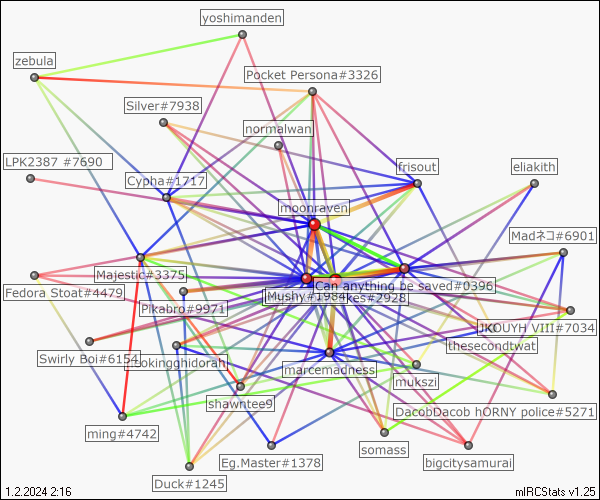 yoshimanden
zebula
Pocket Persona#3326
Silver#7938
normalwan
LPK2387 #7690
frisout
eliakith
Cypha#1717
moonraven
Madネコ#6901
Majestic#3375
Can anything be saved#0396
Fedora Stoat#4479
Mushy#1984
kes#2928
Pikabro#9971
JKOUYH VIII#7034
thesecondtwat
Swirly Boi#6154
ookingghidorah
marcemadness
mukszi
shawntee9
DacobDacob hORNY police#5271
ming#4742
somass
Eg.Master#1378
bigcitysamurai
Duck#1245
1.2.2024 2:16
mIRCStats v1.25